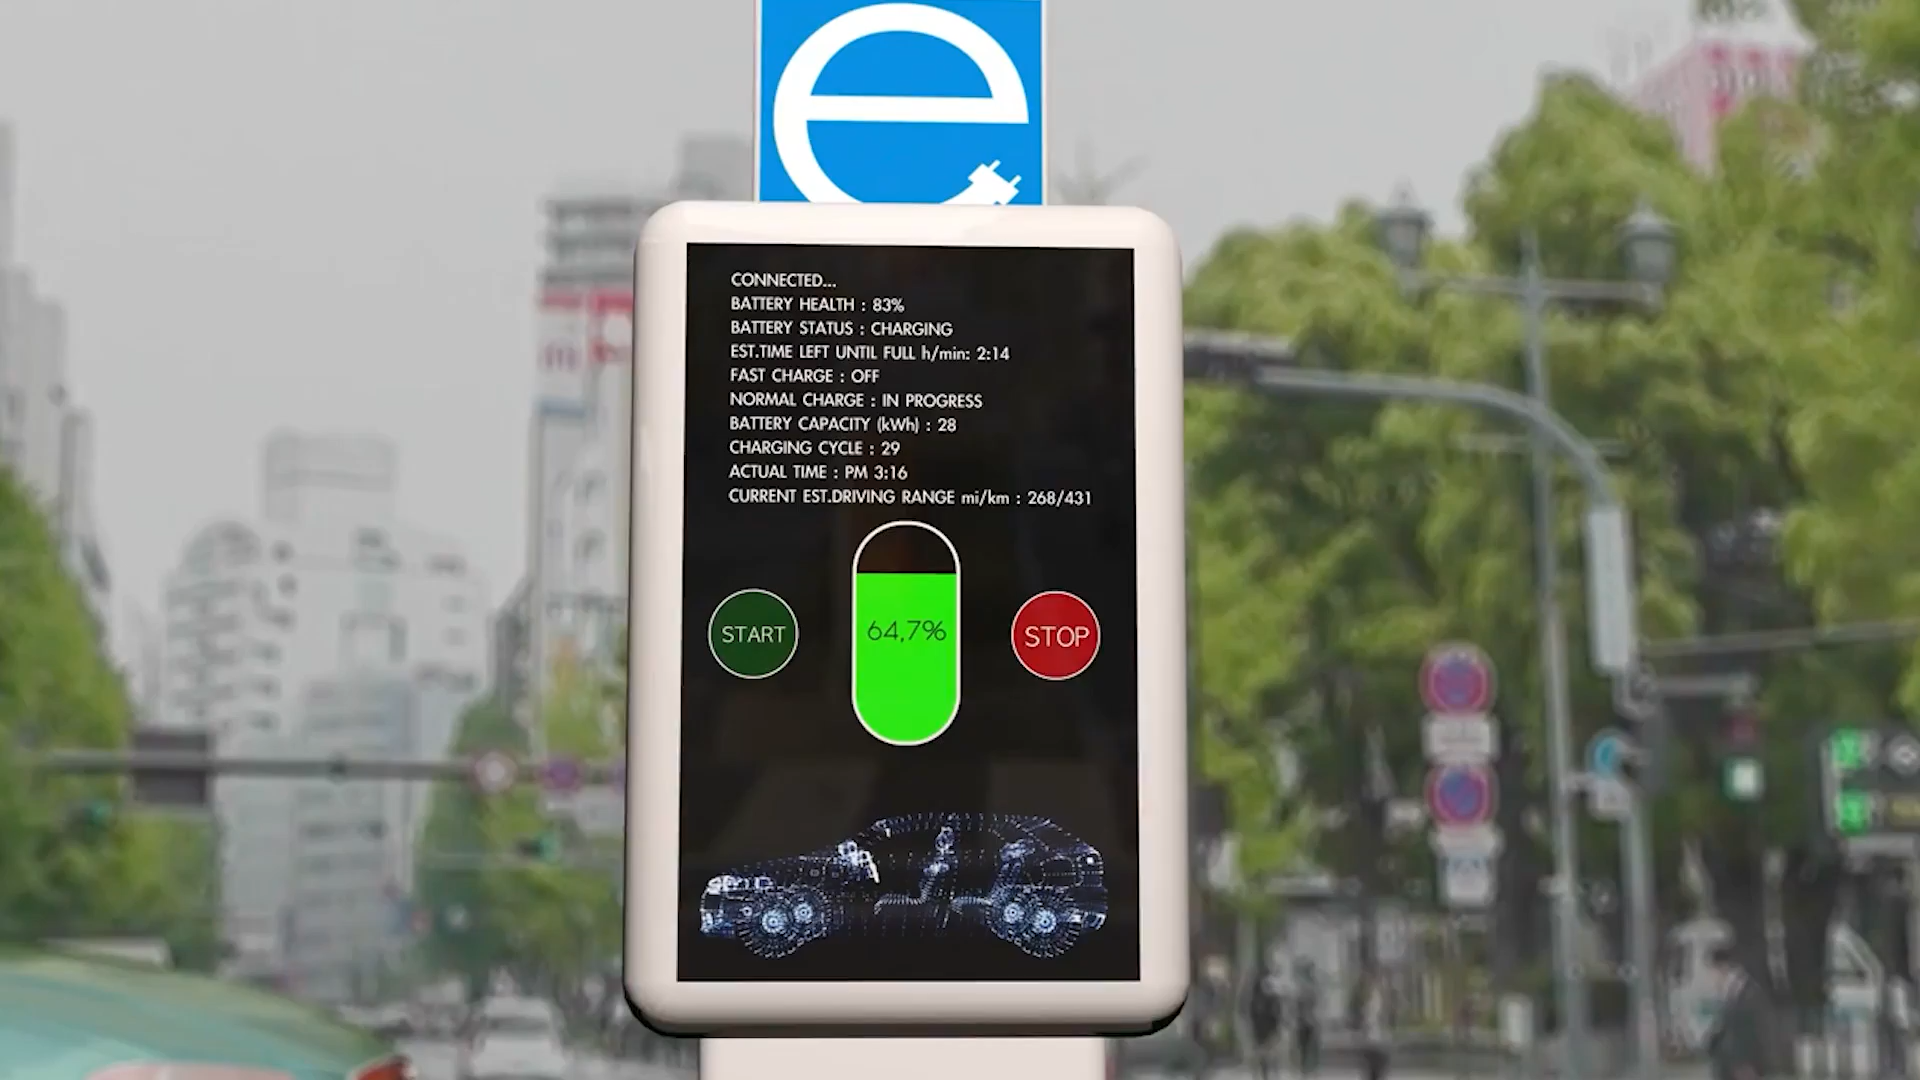 e
CONNECTED...
BATTERY HEALTH : 83%
BATTERY STATUS : CHARGING
EST.TIME LEFT UNTIL FULL h/min: 2:14
FAST CHARGE : OFF
NORMAL CHARGE : IN PROGRESS
BATTERY CAPACITY (kWh) : 28
CHARGING CYCLE : 29
ACTUAL TIME : PM 3:16
CURRENT EST.DRIVING RANGE mi/km : 268/431
START
64,7%
STOP